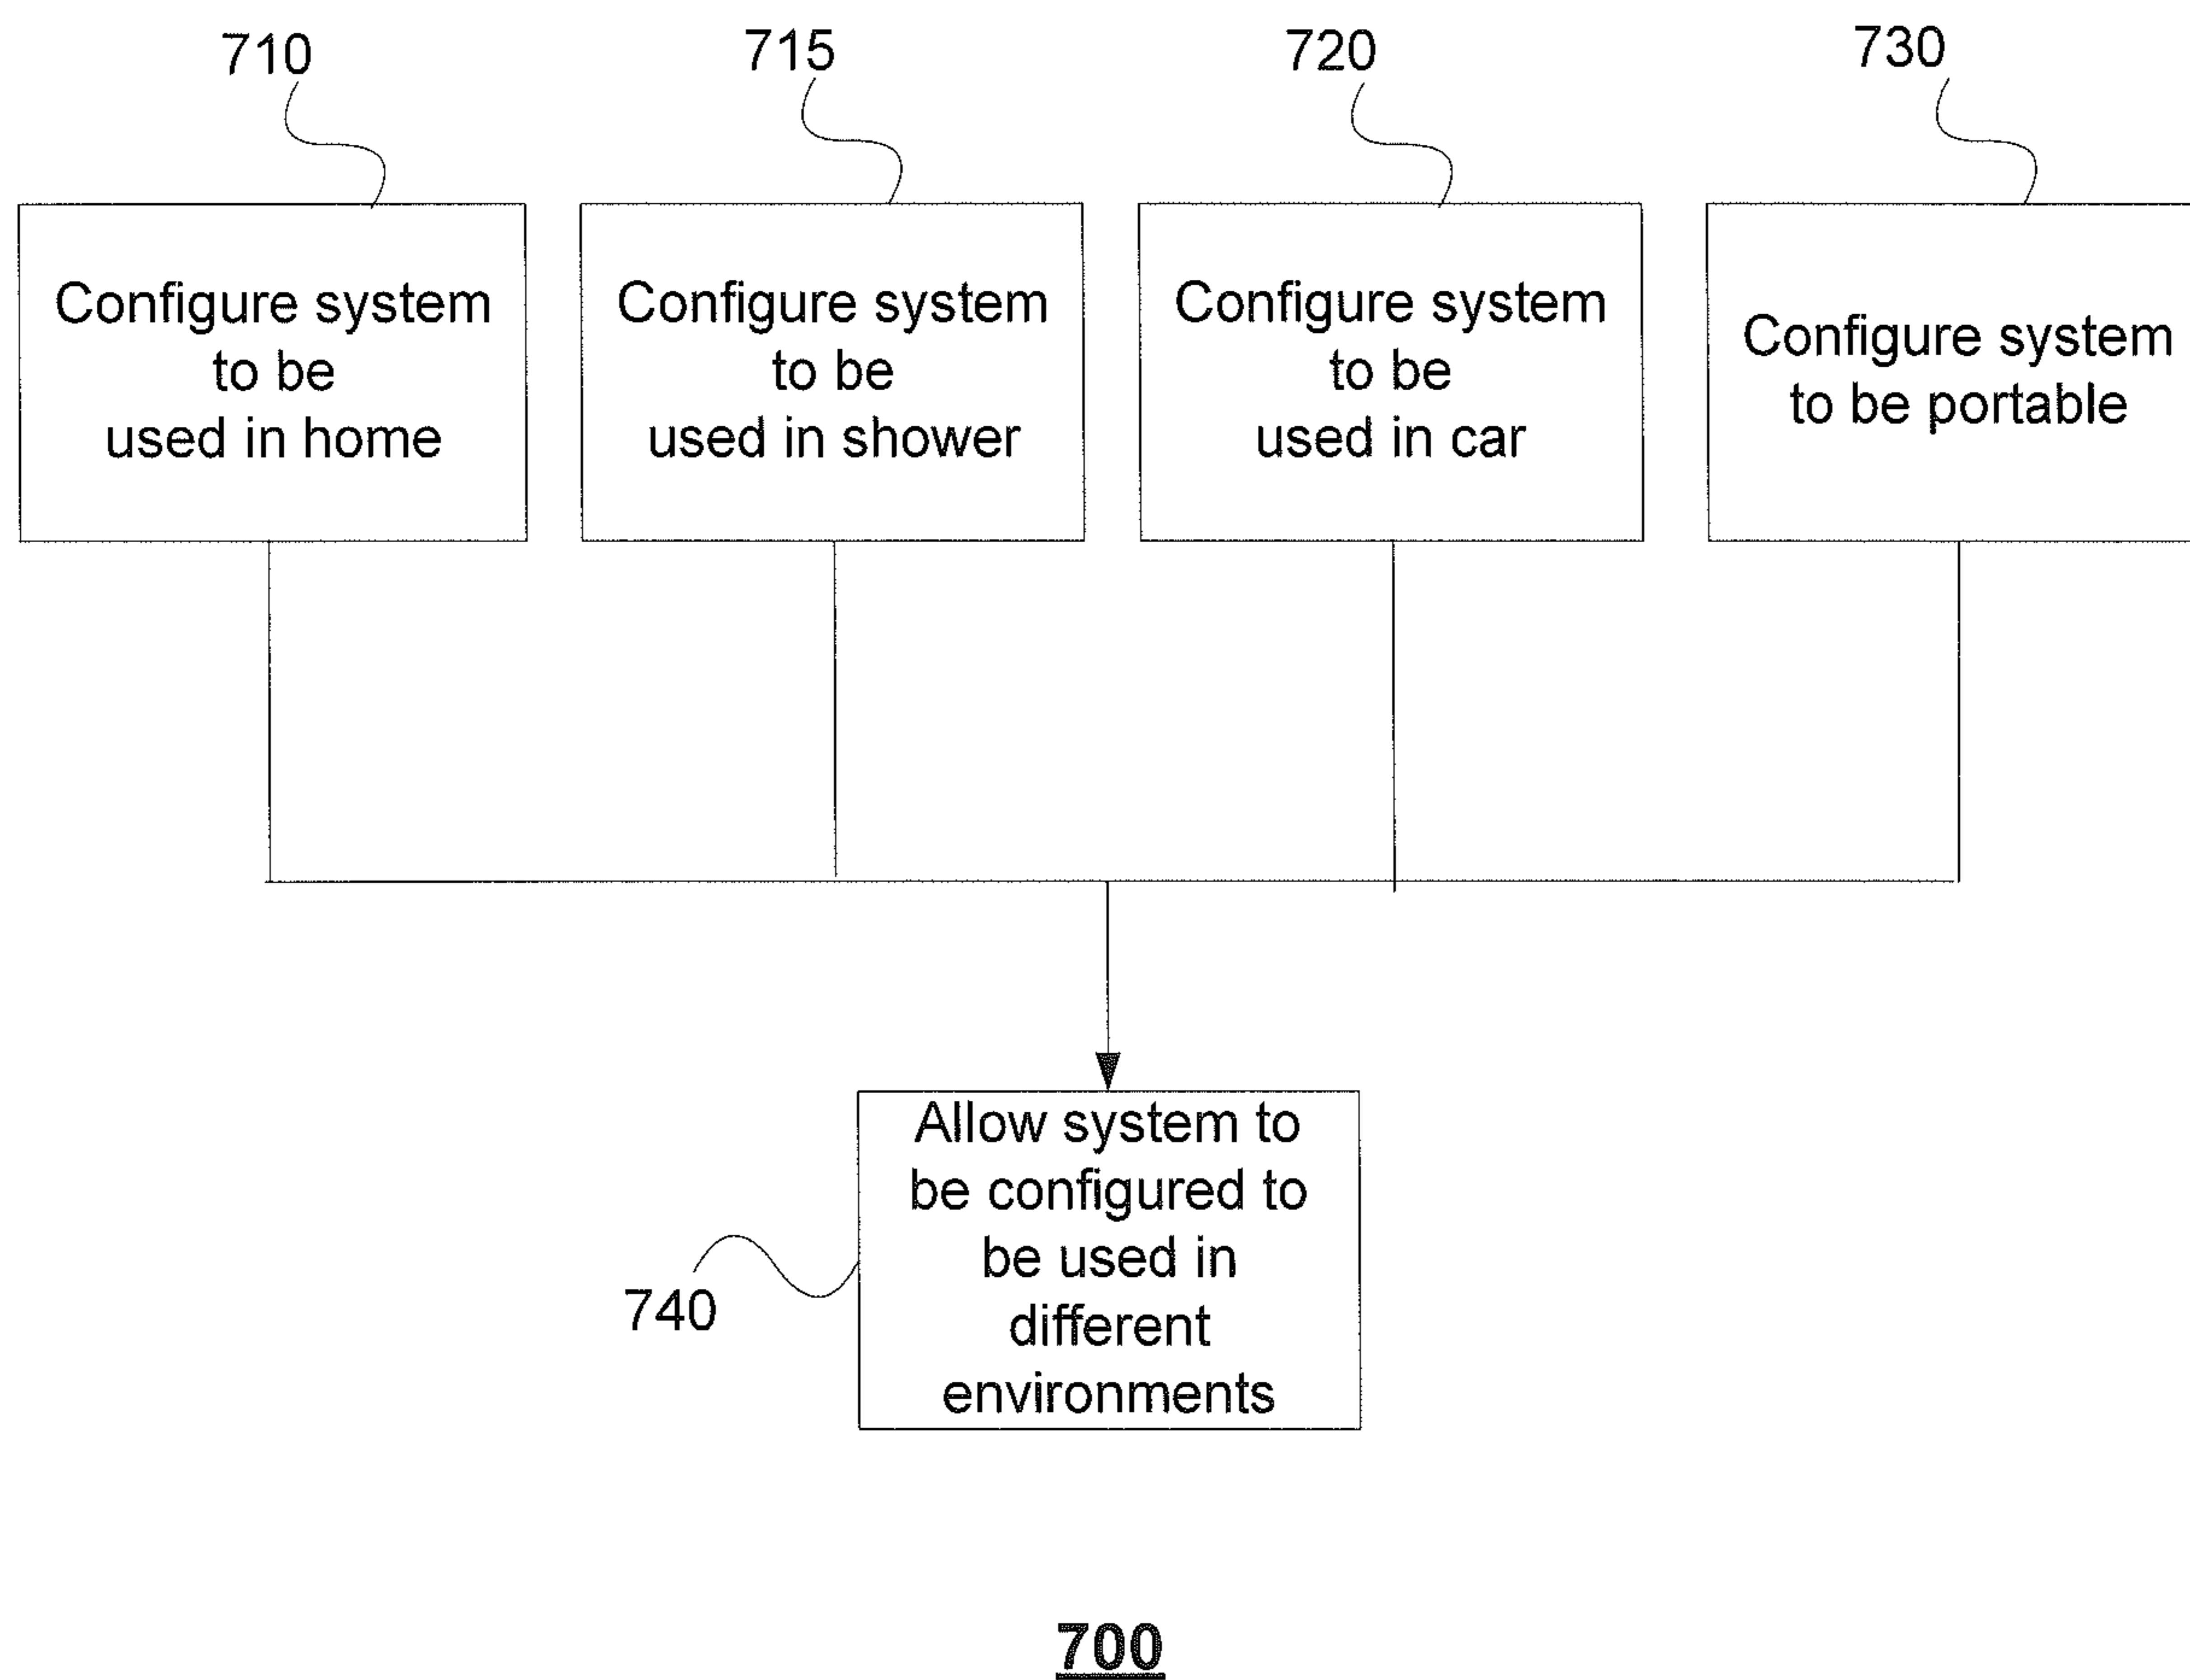 710
715
720
730
Configure system
to be
used in home
Configure system
to be
used in shower
Configure system
to be
used in car
Configure system
to be portable
Allow system to
be configured to
be used in
different
environments
740
700